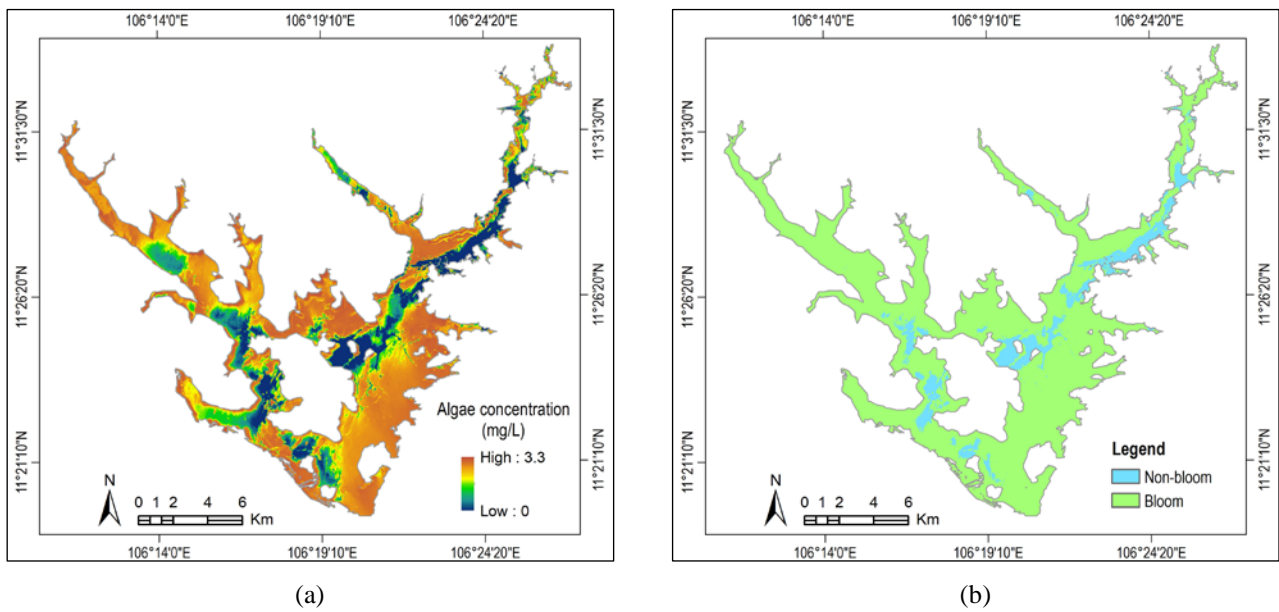 106°14'0"E 106°19'10"E 106°24'20"E
11°31'30"N 11°31'30"N
11°26'20"N 11°26'20"N
11°21'10"N 11°21'10"N
Algae concentration
(mg/L)
High : 3.3
Low : 0
N
0 1 2 4 6
Km
106°14'0"E 106°19'10"E 106°24'20"E
(a)
106°14'0"E 106°19'10"E 106°24'20"E
11°31'30"N 11°31'30"N
11°26'20"N 11°26'20"N
11°21'10"N 11°21'10"N
Legend
Non-bloom
Bloom
N
0 1 2 4 6
Km
106°14'0"E 106°19'10"E 106°24'20"E
(b)